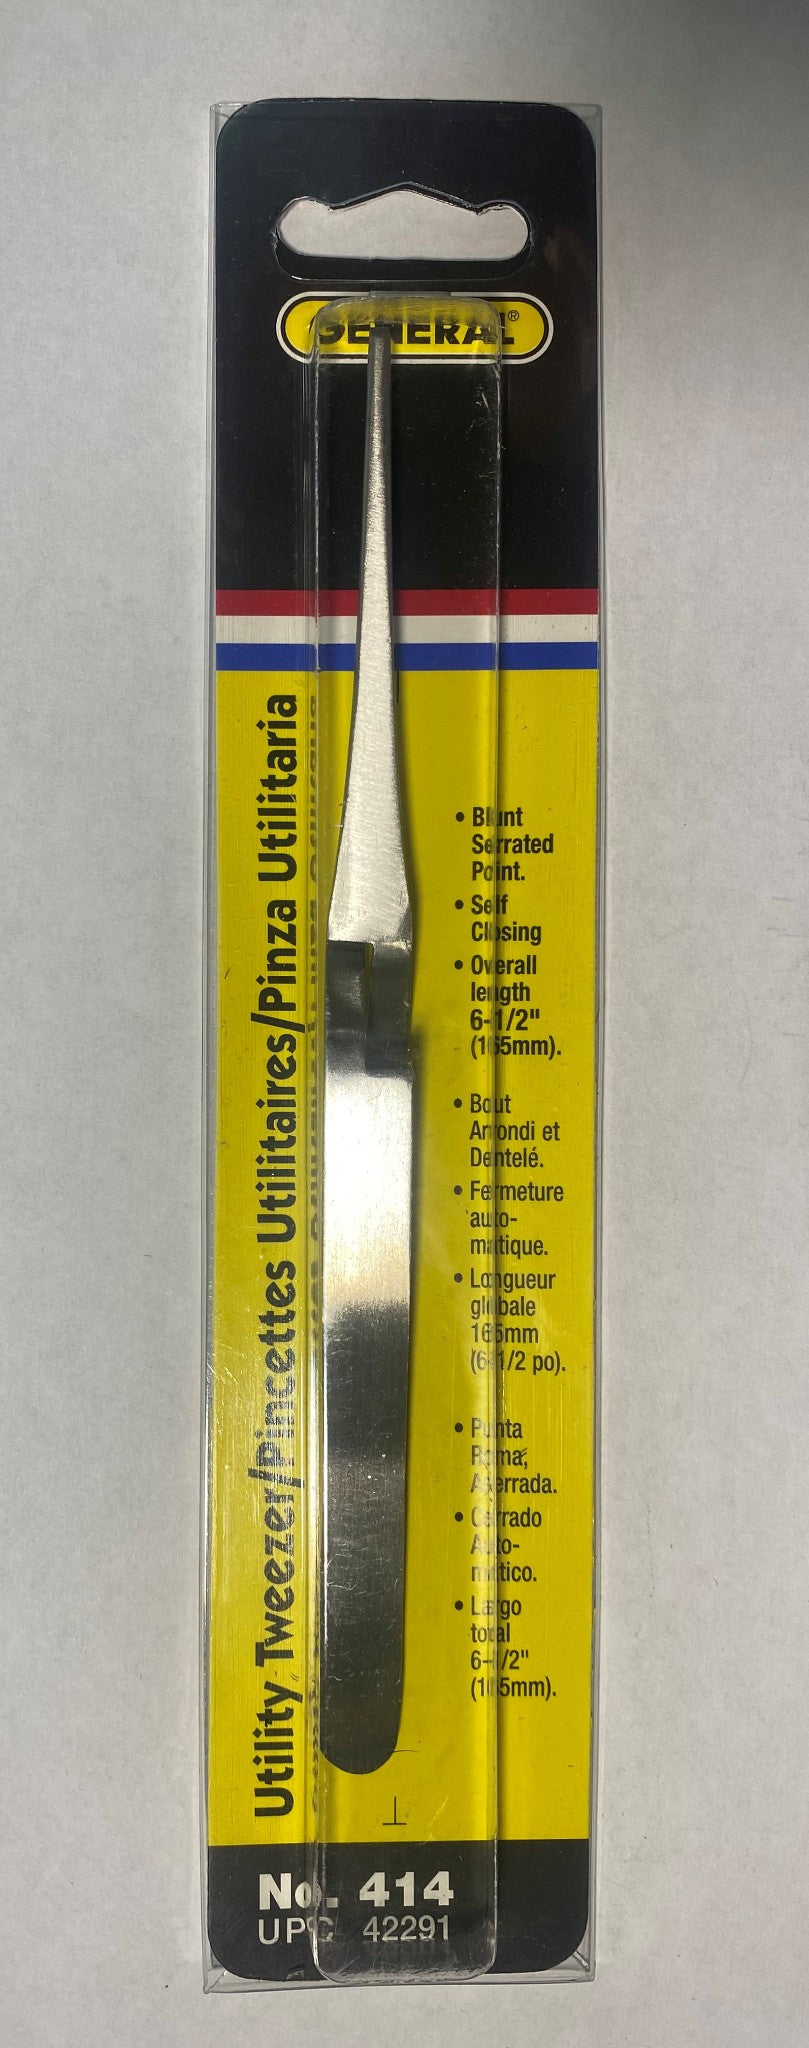 GENERAL®
Utility Tweezer/Pincettes Utilitaires/Pinza Utilitaria
• Blunt
Serrated
Point.
• Self
Closing
• Overall
length
6-1/2"
(165mm).
• Bout
Arrondi et
Dentelé.
• Fermeture
auto-
matique.
• Longueur
globale
165mm
(6-1/2 po).
• Punta
Roma,
Aserrada.
• Cerrado
Auto-
mático.
• Largo
total
6-1/2"
(165mm).
No. 414
UPC 42291